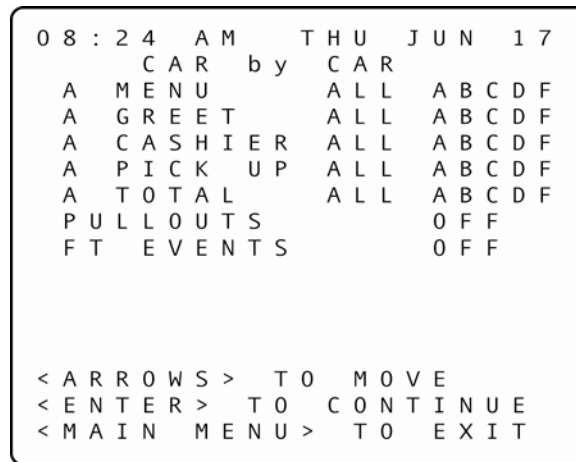 08:24 AM THU JUN 17
CAR by CAR
A MENU ALL ABCDF
A GREET ALL ABCDF
A CASHIER ALL ABCDF
A PICK UP ALL ABCDF
A TOTAL ALL ABCDF
PULLOUTS OFF
FT EVENTS OFF
<ARROWS> TO MOVE
<ENTER> TO CONTINUE
<MAIN MENU> TO EXIT